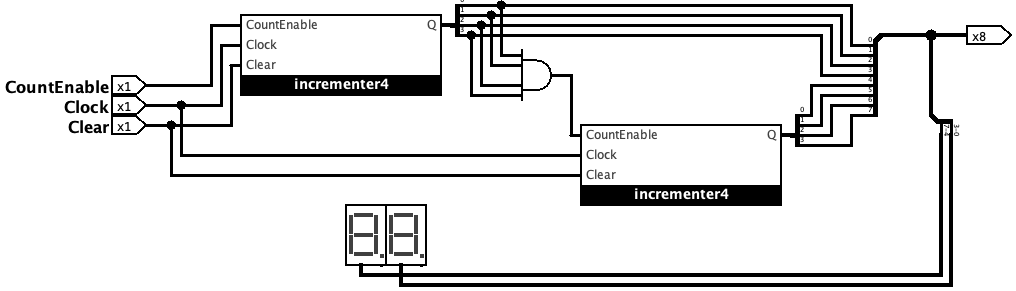 0
1
2
3
CountEnable Q
Clock
Clear
incrementer4
CountEnable x1
Clock x1
Clear x1
0
1
2
3
4
5
6
7
x8
0
1
2
3
7-4
3-0
CountEnable Q
Clock
Clear
incrementer4